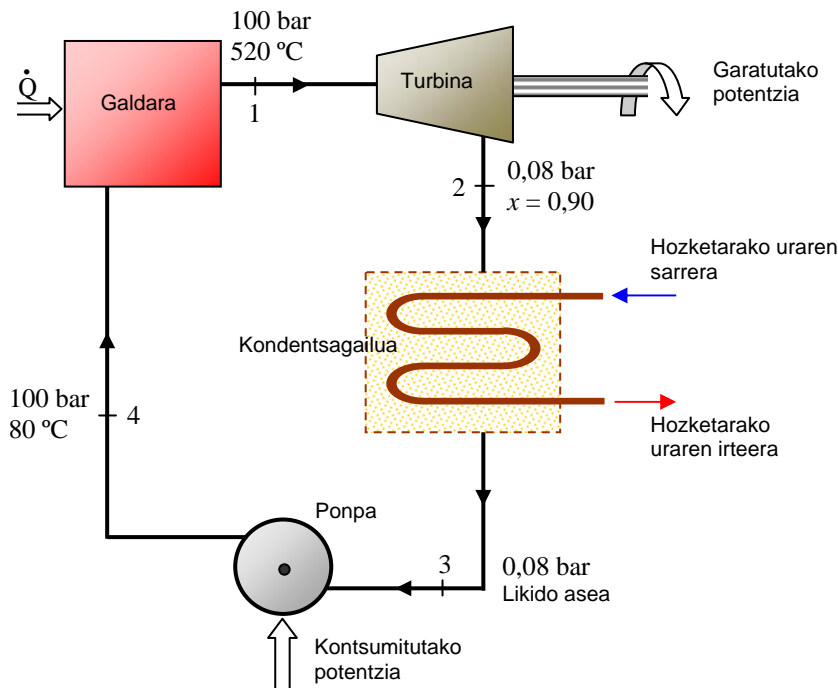 100 bar
520 ºC
Q̇
Galdara
1
Turbina
Garatutako
potentzia
2
0,08 bar
x = 0,90
Hozketarako uraren
sarrera
Kondentsagailua
100 bar
80 ºC
4
Hozketarako
uraren irteera
Ponpa
3
0,08 bar
Likido asea
Kontsumitutako
potentzia